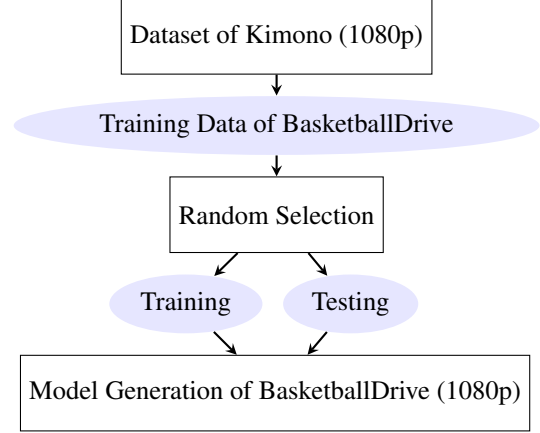 Dataset of Kimono (1080p)
Training Data of BasketballDrive
Random Selection
Training
Testing
Model Generation of BasketballDrive (1080p)